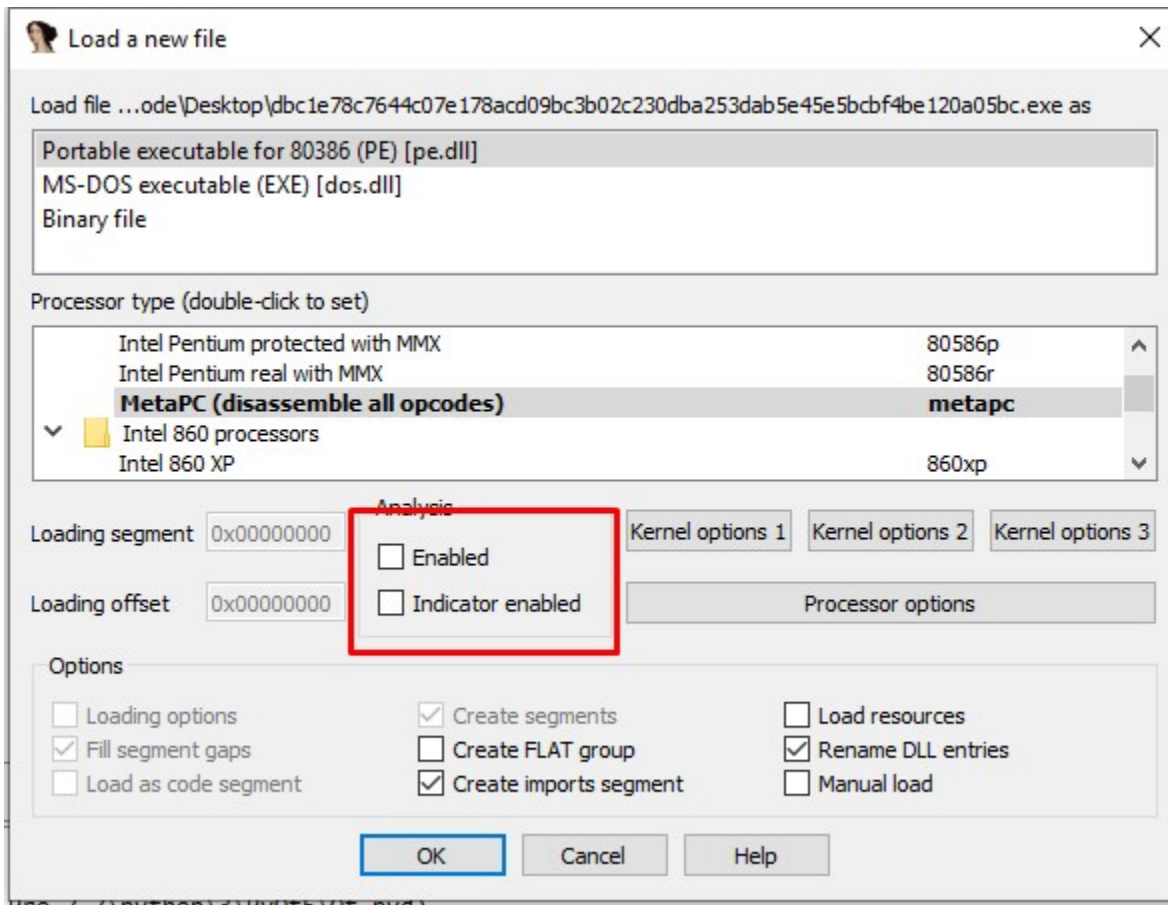 Load a new file
Load file ...ode\Desktop\dbc1e78c7644c07e178acd09bc3b02c230dba253dab5e45e5bcbf4be120a05bc.exe as
Portable executable for 80386 (PE) [pe.dll]
MS-DOS executable (EXE) [dos.dll]
Binary file
Processor type (double-click to set)
Intel Pentium protected with MMX 80586p
Intel Pentium real with MMX 80586r
MetaPC (disassemble all opcodes) metapc
Intel 860 processors
Intel 860 XP 860xp
Analysis
Loading segment 0x00000000 Enabled Kernel options 1 Kernel options 2 Kernel options 3
Loading offset 0x00000000 Indicator enabled Processor options
Options
Loading options Create segments Load resources
Fill segment gaps Create FLAT group Rename DLL entries
Load as code segment Create imports segment Manual load
OK Cancel Help